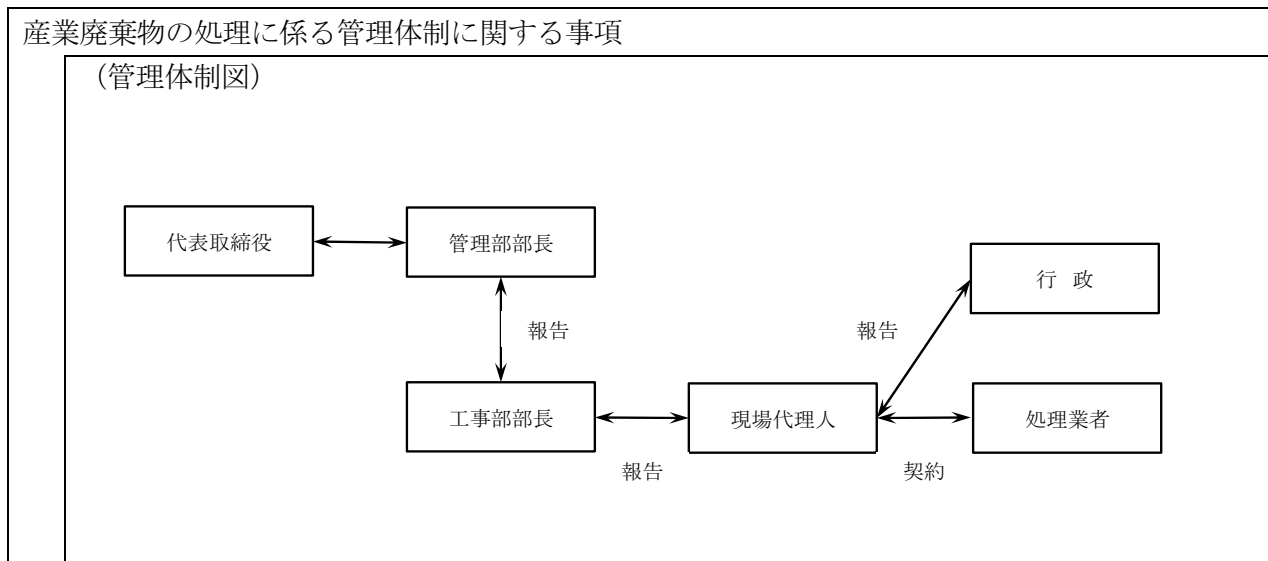 産業廃棄物の処理に係る管理体制に関する事項
（管理体制図）
代表取締役
管理部部長
行 政
報告
報告
工事部部長
現場代理人
処理業者
報告
契約